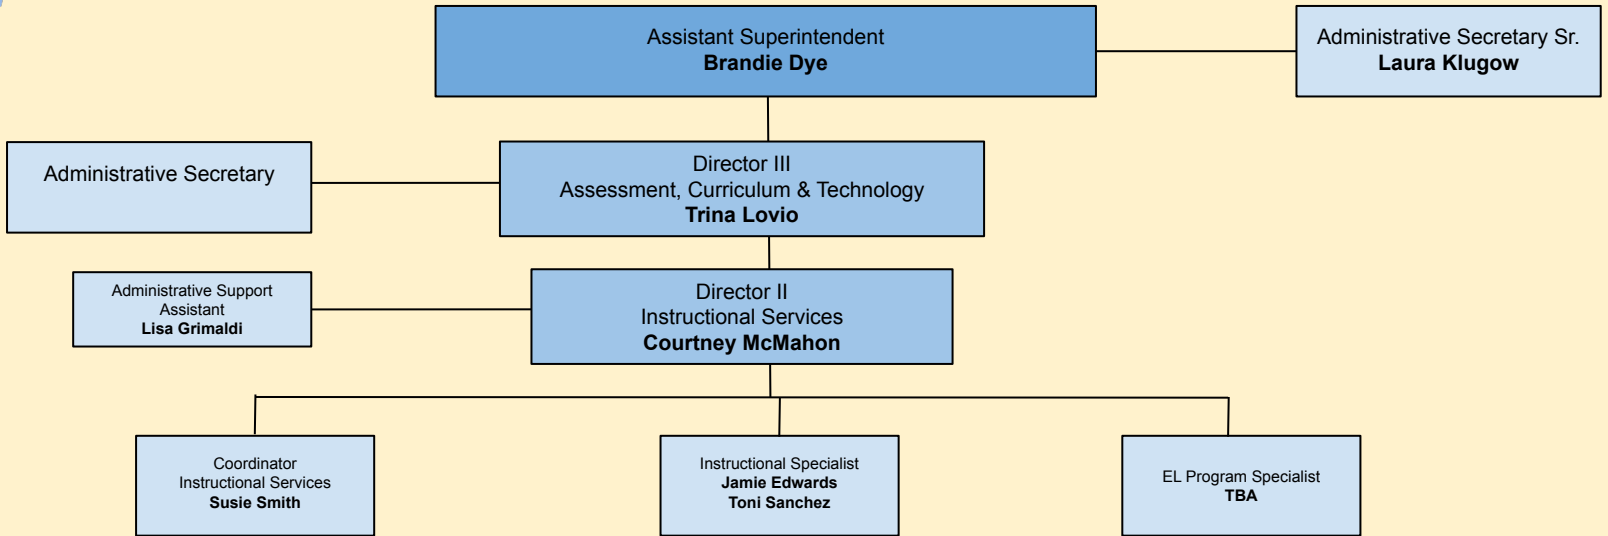 Assistant Superintendent
Brandie Dye
Administrative Secretary Sr.
Laura Klugow
Administrative Secretary
Director III
Assessment, Curriculum & Technology
Trina Lovio
Administrative Support
Assistant
Lisa Grimaldi
Director II
Instructional Services
Courtney McMahon
Coordinator
Instructional Services
Susie Smith
Instructional Specialist
Jamie Edwards
Toni Sanchez
EL Program Specialist
TBA